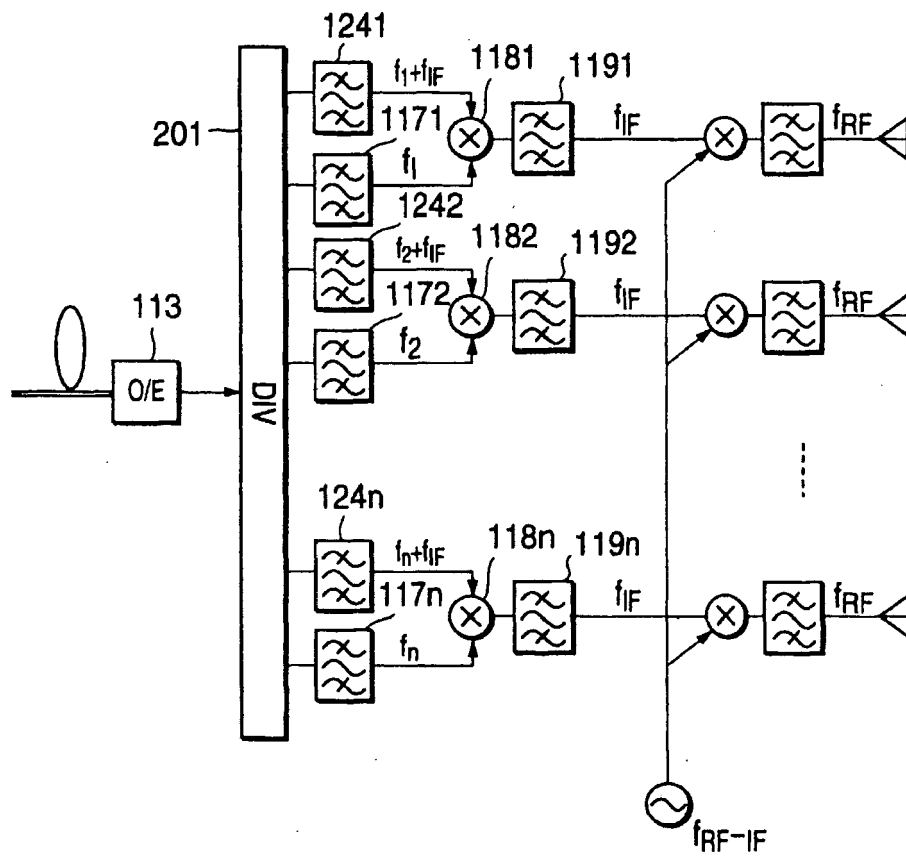 1241
f1+fIF
1181
1191
fIF
fRF
201
1171
f1
1242
f2+fIF
1182
1192
fIF
fRF
1172
f2
113
O/E
DIV
124n
fn+fIF
118n
119n
fIF
fRF
117n
fn
fRF-IF